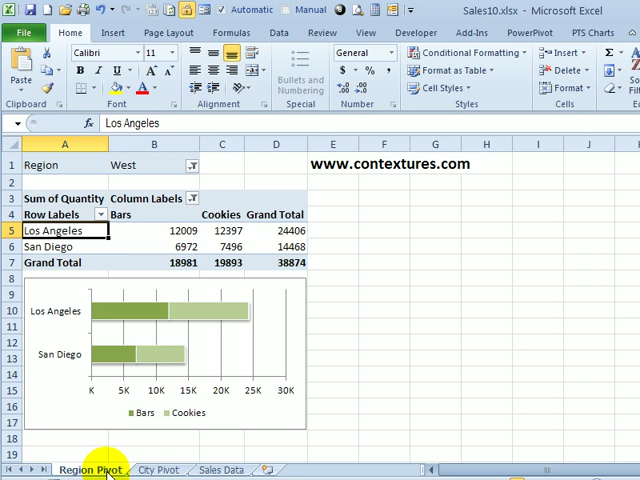 Automatic
Manual
Sales10.xlsx - Microsoft Excel
File Home Insert Page Layout Formulas Data Review View Developer Add-Ins PowerPivot PTS Charts
Calibri 11 General Conditional Formatting Insert Σ
Paste Format as Table Delete
B I U A A Bullets and Numbering $ % , Cell Styles Format
Clipboard Font Alignment Special Number Styles Cells
fx Los Angeles
A B C D E F G H I J
1 Region West www.contextures.com
2
3 Sum of Quantity Column Labels
4 Row Labels Bars Cookies Grand Total
5 Los Angeles 12009 12397 24406
6 San Diego 6972 7496 14468
7 Grand Total 18981 19893 38874
8
9
10 Los Angeles
11
12
13 San Diego
14
15 K 5K 10K 15K 20K 25K 30K
16
17 Bars Cookies
18
19
Region Pivot City Pivot Sales Data